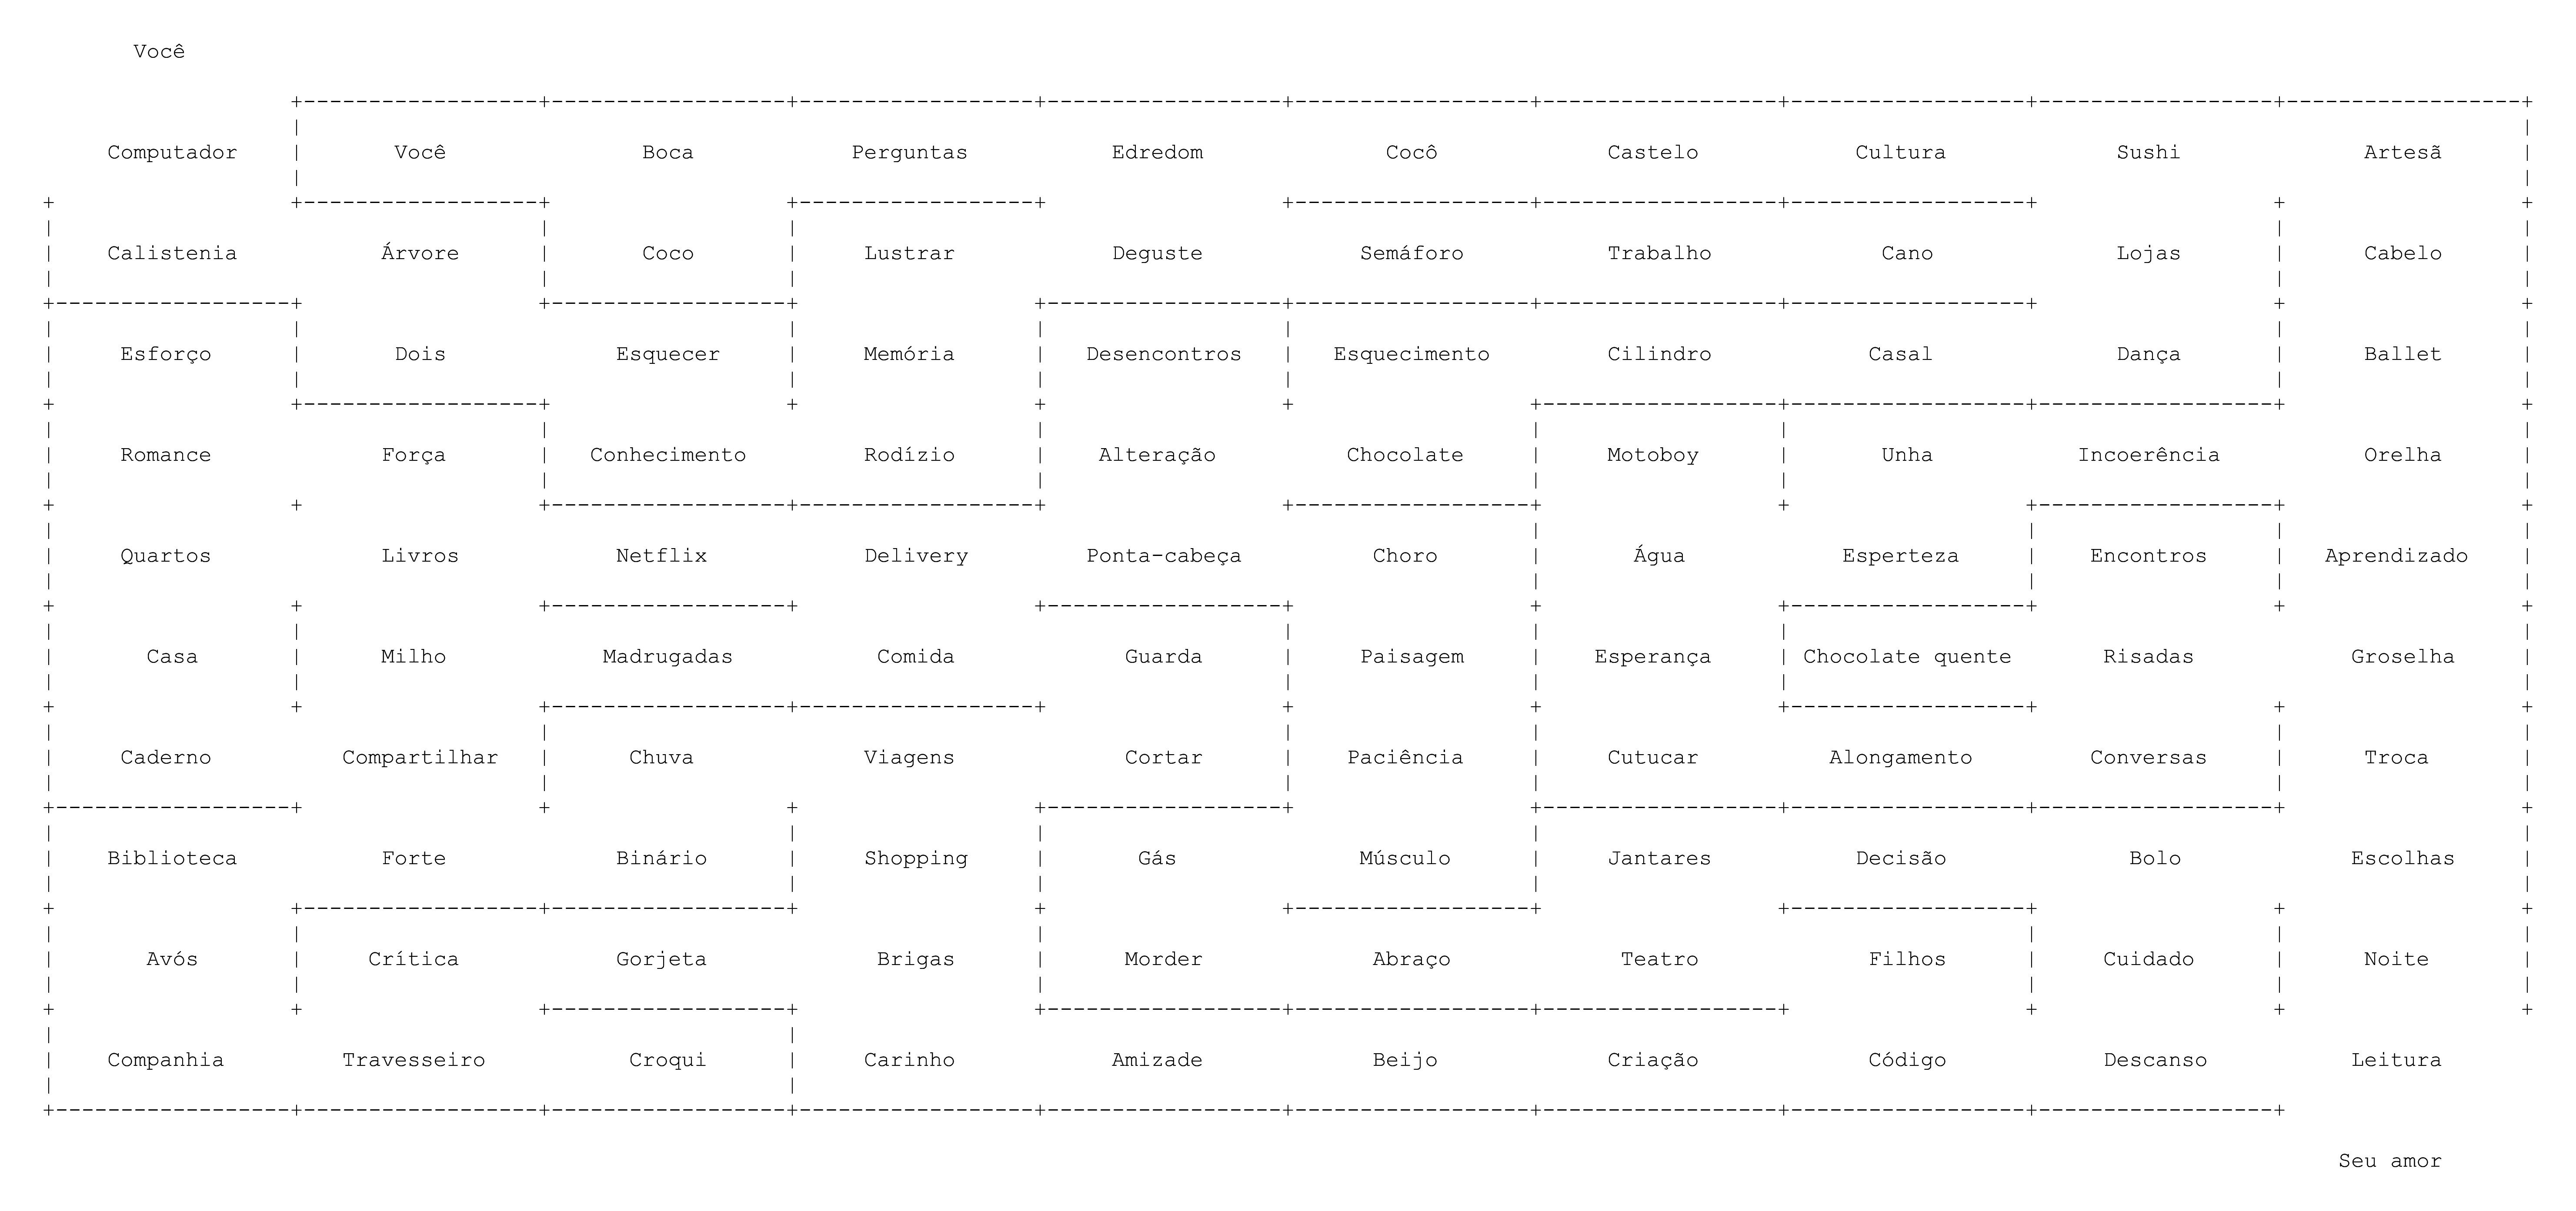 Você
Computador Você Boca Perguntas Edredom Cocô Castelo Cultura Sushi Artesã
Calistenia Árvore Coco Lustrar Deguste Semáforo Trabalho Cano Lojas Cabelo
Esforço Dois Esquecer Memória Desencontros Esquecimento Cilindro Casal Dança Ballet
Romance Força Conhecimento Rodízio Alteração Chocolate Motoboy Unha Incoerência Orelha
Quartos Livros Netflix Delivery Ponta-cabeça Choro Água Esperteza Encontros Aprendizado
Casa Milho Madrugadas Comida Guarda Paisagem Esperança Chocolate quente Risadas Groselha
Caderno Compartilhar Chuva Viagens Cortar Paciência Cutucar Alongamento Conversas Troca
Biblioteca Forte Binário Shopping Gás Músculo Jantares Decisão Bolo Escolhas
Avós Crítica Gorjeta Brigas Morder Abraço Teatro Filhos Cuidado Noite
Companhia Travesseiro Croqui Carinho Amizade Beijo Criação Código Descanso Leitura
Seu amor